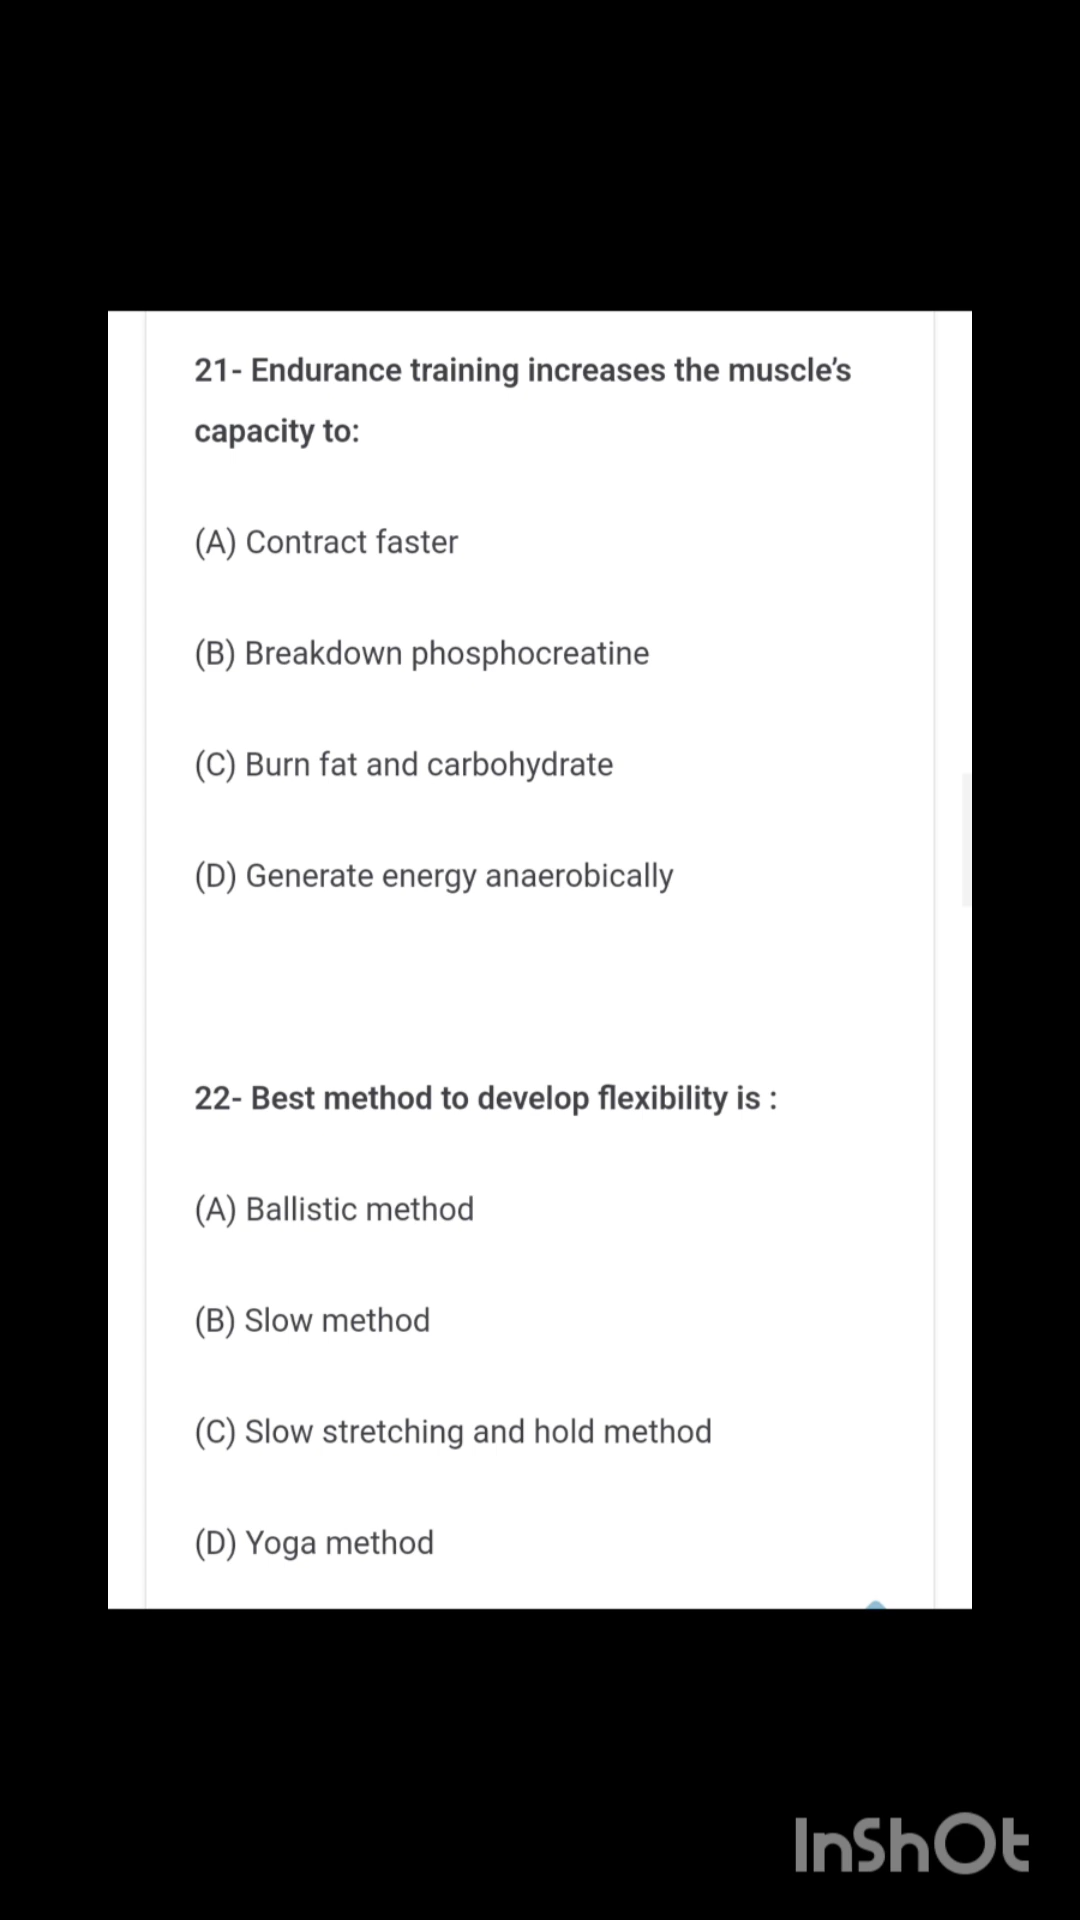 21- Endurance training increases the muscle’s
capacity to:
(A) Contract faster
(B) Breakdown phosphocreatine
(C) Burn fat and carbohydrate
(D) Generate energy anaerobically
22- Best method to develop flexibility is :
(A) Ballistic method
(B) Slow method
(C) Slow stretching and hold method
(D) Yoga method
InShOt